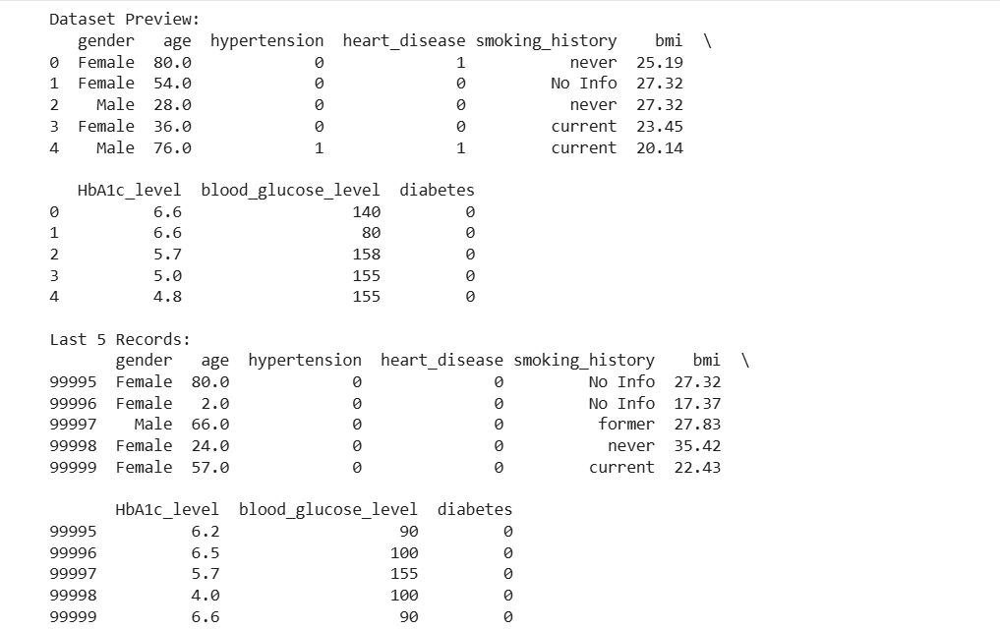 Dataset Preview:
   gender   age  hypertension  heart_disease smoking_history    bmi  \
0  Female  80.0             0              1           never  25.19
1  Female  54.0             0              0         No Info  27.32
2    Male  28.0             0              0           never  27.32
3  Female  36.0             0              0         current  23.45
4    Male  76.0             1              1         current  20.14
   HbA1c_level  blood_glucose_level  diabetes
0          6.6                  140         0
1          6.6                   80         0
2          5.7                  158         0
3          5.0                  155         0
4          4.8                  155         0
Last 5 Records:
       gender   age  hypertension  heart_disease smoking_history    bmi  \
99995  Female  80.0             0              0         No Info  27.32
99996  Female   2.0             0              0         No Info  17.37
99997    Male  66.0             0              0          former  27.83
99998  Female  24.0             0              0           never  35.42
99999  Female  57.0             0              0         current  22.43
       HbA1c_level  blood_glucose_level  diabetes
99995          6.2                   90         0
99996          6.5                  100         0
99997          5.7                  155         0
99998          4.0                  100         0
99999          6.6                   90         0